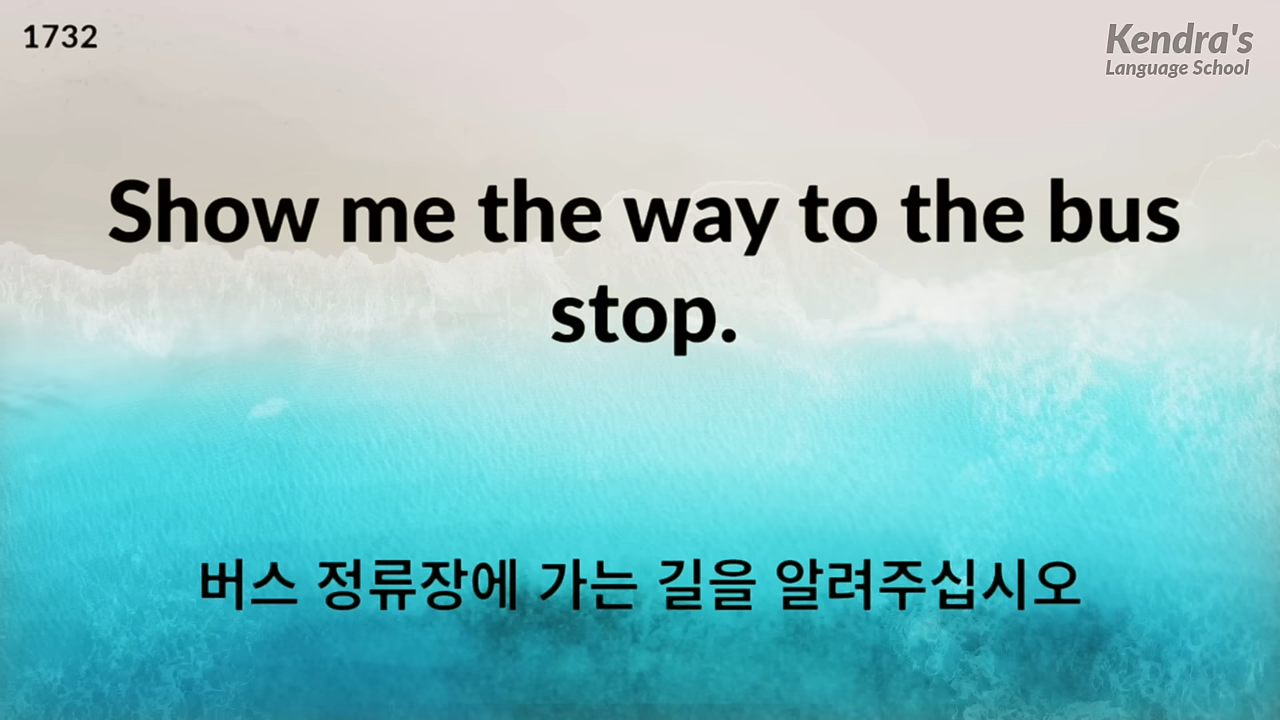 1732
Kendra's
Language School
Show me the way to the bus
stop.
버스 정류장에 가는 길을 알려주십시오